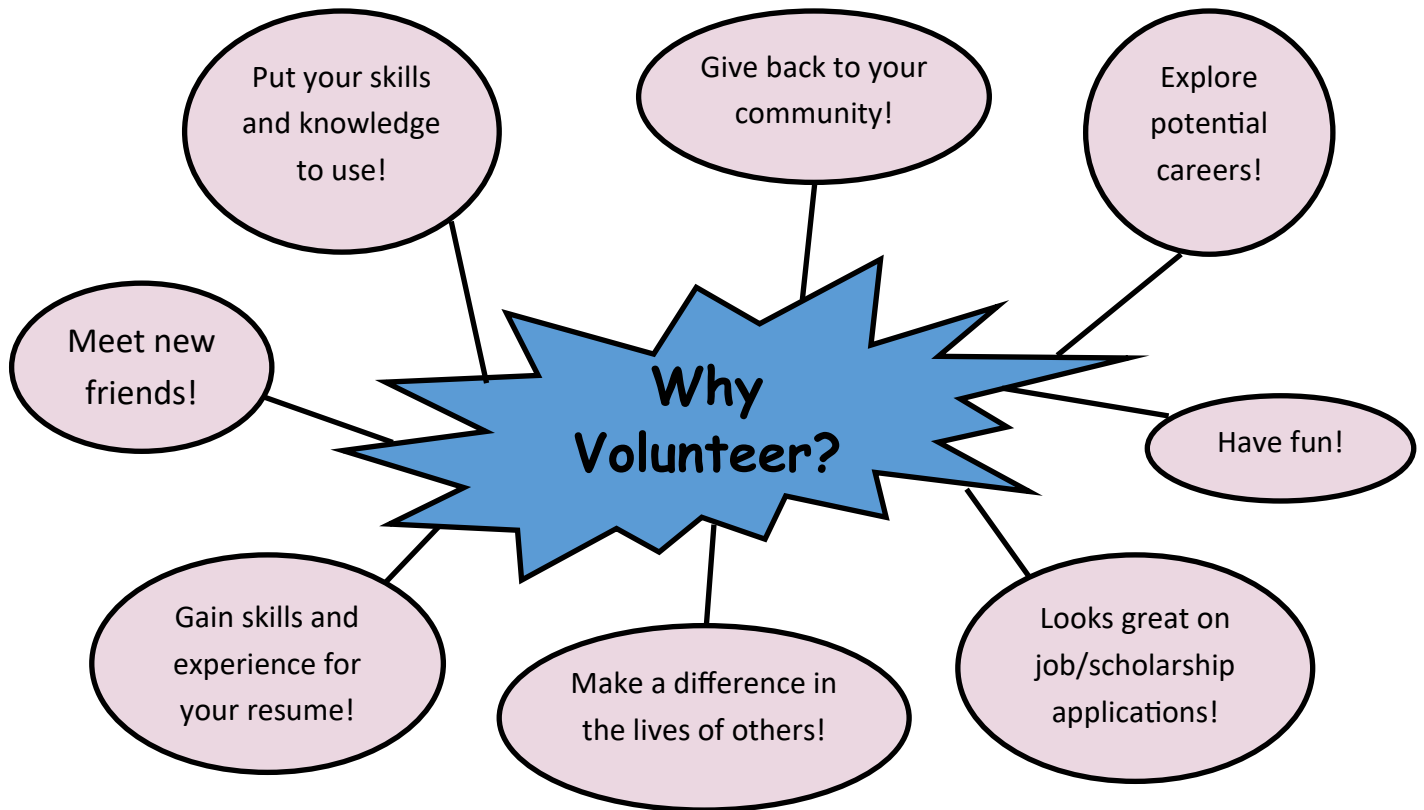 Put your skills
and knowledge
to use!
Give back to your
community!
Explore
potential
careers!
Meet new
friends!
Why
Volunteer?
Have fun!
Gain skills and
experience for
your resume!
Make a difference in
the lives of others!
Looks great on
job/scholarship
applications!